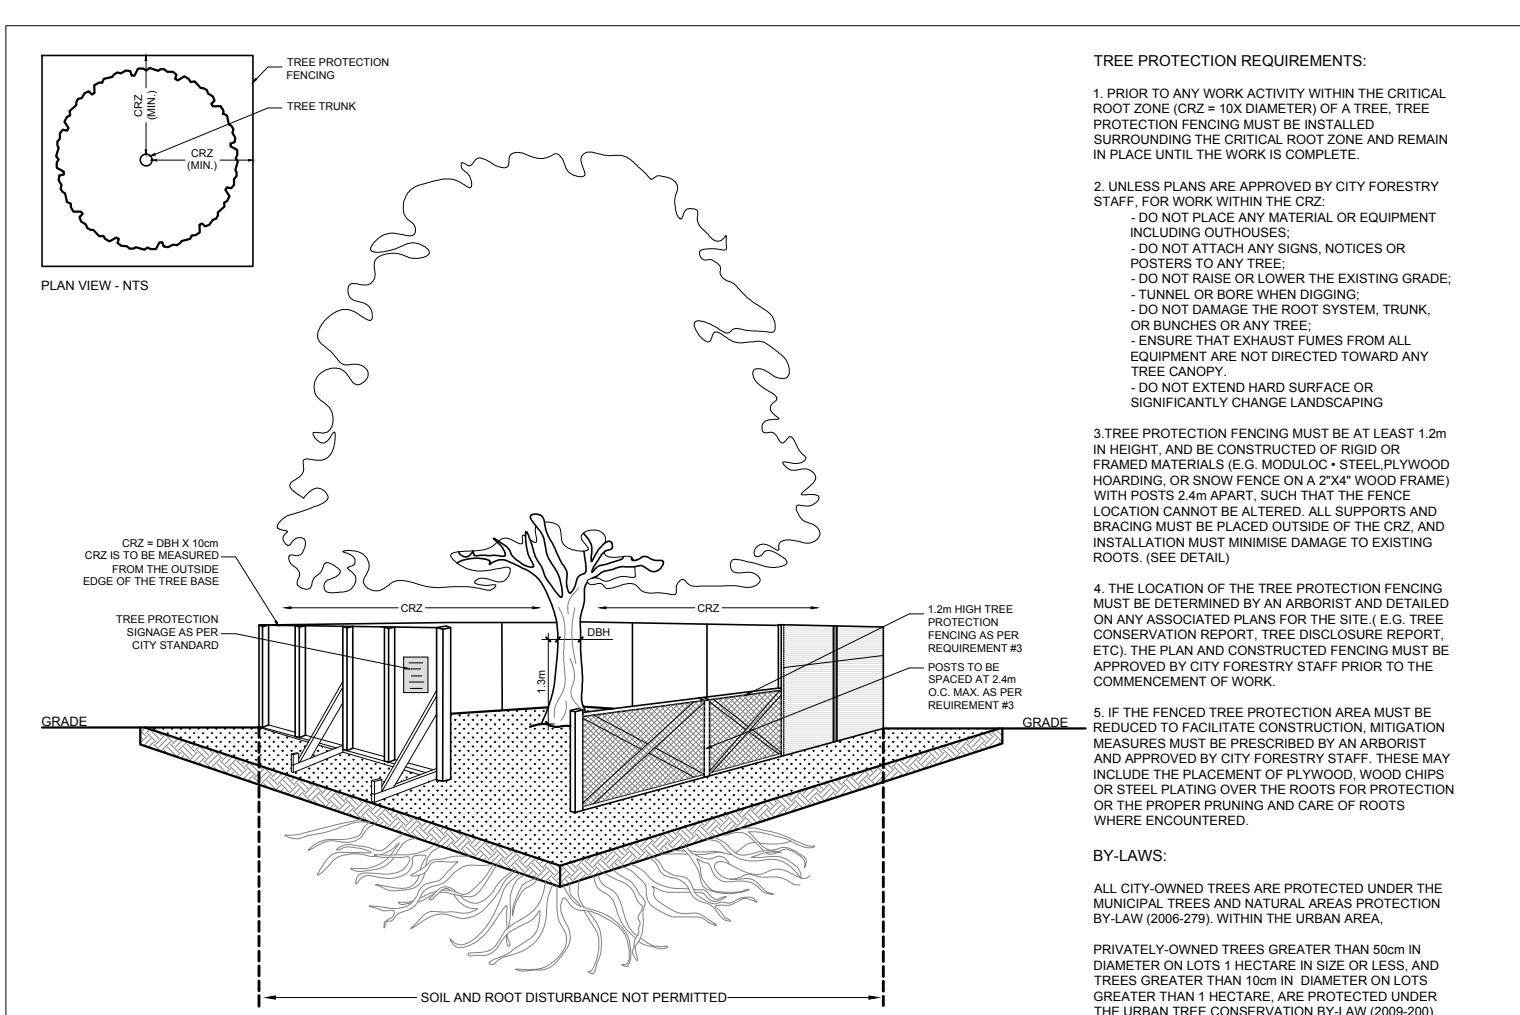 TREE PROTECTION
FENCING
TREE TRUNK
CRZ
(MIN.)
CRZ
(MIN.)
PLAN VIEW - NTS
CRZ = DBH X 10cm
CRZ IS TO BE MEASURED
FROM THE OUTSIDE
EDGE OF THE TREE BASE
TREE PROTECTION
SIGNAGE AS PER
CITY STANDARD
CRZ
CRZ
DBH
1.3m
1.2m HIGH TREE
PROTECTION
FENCING AS PER
REQUIREMENT #3
POSTS TO BE
SPACED AT 2.4m
O.C. MAX. AS PER
REUIREMENT #3
GRADE
GRADE
SOIL AND ROOT DISTURBANCE NOT PERMITTED
TREE PROTECTION REQUIREMENTS:
1. PRIOR TO ANY WORK ACTIVITY WITHIN THE CRITICAL
ROOT ZONE (CRZ = 10X DIAMETER) OF A TREE, TREE
PROTECTION FENCING MUST BE INSTALLED
SURROUNDING THE CRITICAL ROOT ZONE AND REMAIN
IN PLACE UNTIL THE WORK IS COMPLETE.
2. UNLESS PLANS ARE APPROVED BY CITY FORESTRY
STAFF, FOR WORK WITHIN THE CRZ:
- DO NOT PLACE ANY MATERIAL OR EQUIPMENT
INCLUDING OUTHOUSES;
- DO NOT ATTACH ANY SIGNS, NOTICES OR
POSTERS TO ANY TREE;
- DO NOT RAISE OR LOWER THE EXISTING GRADE;
- TUNNEL OR BORE WHEN DIGGING;
- DO NOT DAMAGE THE ROOT SYSTEM, TRUNK,
OR BUNCHES OR ANY TREE;
- ENSURE THAT EXHAUST FUMES FROM ALL
EQUIPMENT ARE NOT DIRECTED TOWARD ANY
TREE CANOPY.
- DO NOT EXTEND HARD SURFACE OR
SIGNIFICANTLY CHANGE LANDSCAPING
3.TREE PROTECTION FENCING MUST BE AT LEAST 1.2m
IN HEIGHT, AND BE CONSTRUCTED OF RIGID OR
FRAMED MATERIALS (E.G. MODULOC • STEEL,PLYWOOD
HOARDING, OR SNOW FENCE ON A 2"X4" WOOD FRAME)
WITH POSTS 2.4m APART, SUCH THAT THE FENCE
LOCATION CANNOT BE ALTERED. ALL SUPPORTS AND
BRACING MUST BE PLACED OUTSIDE OF THE CRZ, AND
INSTALLATION MUST MINIMISE DAMAGE TO EXISTING
ROOTS. (SEE DETAIL)
4. THE LOCATION OF THE TREE PROTECTION FENCING
MUST BE DETERMINED BY AN ARBORIST AND DETAILED
ON ANY ASSOCIATED PLANS FOR THE SITE.( E.G. TREE
CONSERVATION REPORT, TREE DISCLOSURE REPORT,
ETC). THE PLAN AND CONSTRUCTED FENCING MUST BE
APPROVED BY CITY FORESTRY STAFF PRIOR TO THE
COMMENCEMENT OF WORK.
5. IF THE FENCED TREE PROTECTION AREA MUST BE
REDUCED TO FACILITATE CONSTRUCTION, MITIGATION
MEASURES MUST BE PRESCRIBED BY AN ARBORIST
AND APPROVED BY CITY FORESTRY STAFF. THESE MAY
INCLUDE THE PLACEMENT OF PLYWOOD, WOOD CHIPS
OR STEEL PLATING OVER THE ROOTS FOR PROTECTION
OR THE PROPER PRUNING AND CARE OF ROOTS
WHERE ENCOUNTERED.
BY-LAWS:
ALL CITY-OWNED TREES ARE PROTECTED UNDER THE
MUNICIPAL TREES AND NATURAL AREAS PROTECTION
BY-LAW (2006-279). WITHIN THE URBAN AREA,
PRIVATELY-OWNED TREES GREATER THAN 50cm IN
DIAMETER ON LOTS 1 HECTARE IN SIZE OR LESS, AND
TREES GREATER THAN 10cm IN DIAMETER ON LOTS
GREATER THAN 1 HECTARE, ARE PROTECTED UNDER
THE URBAN TREE CONSERVATION BY-LAW (2009-200).